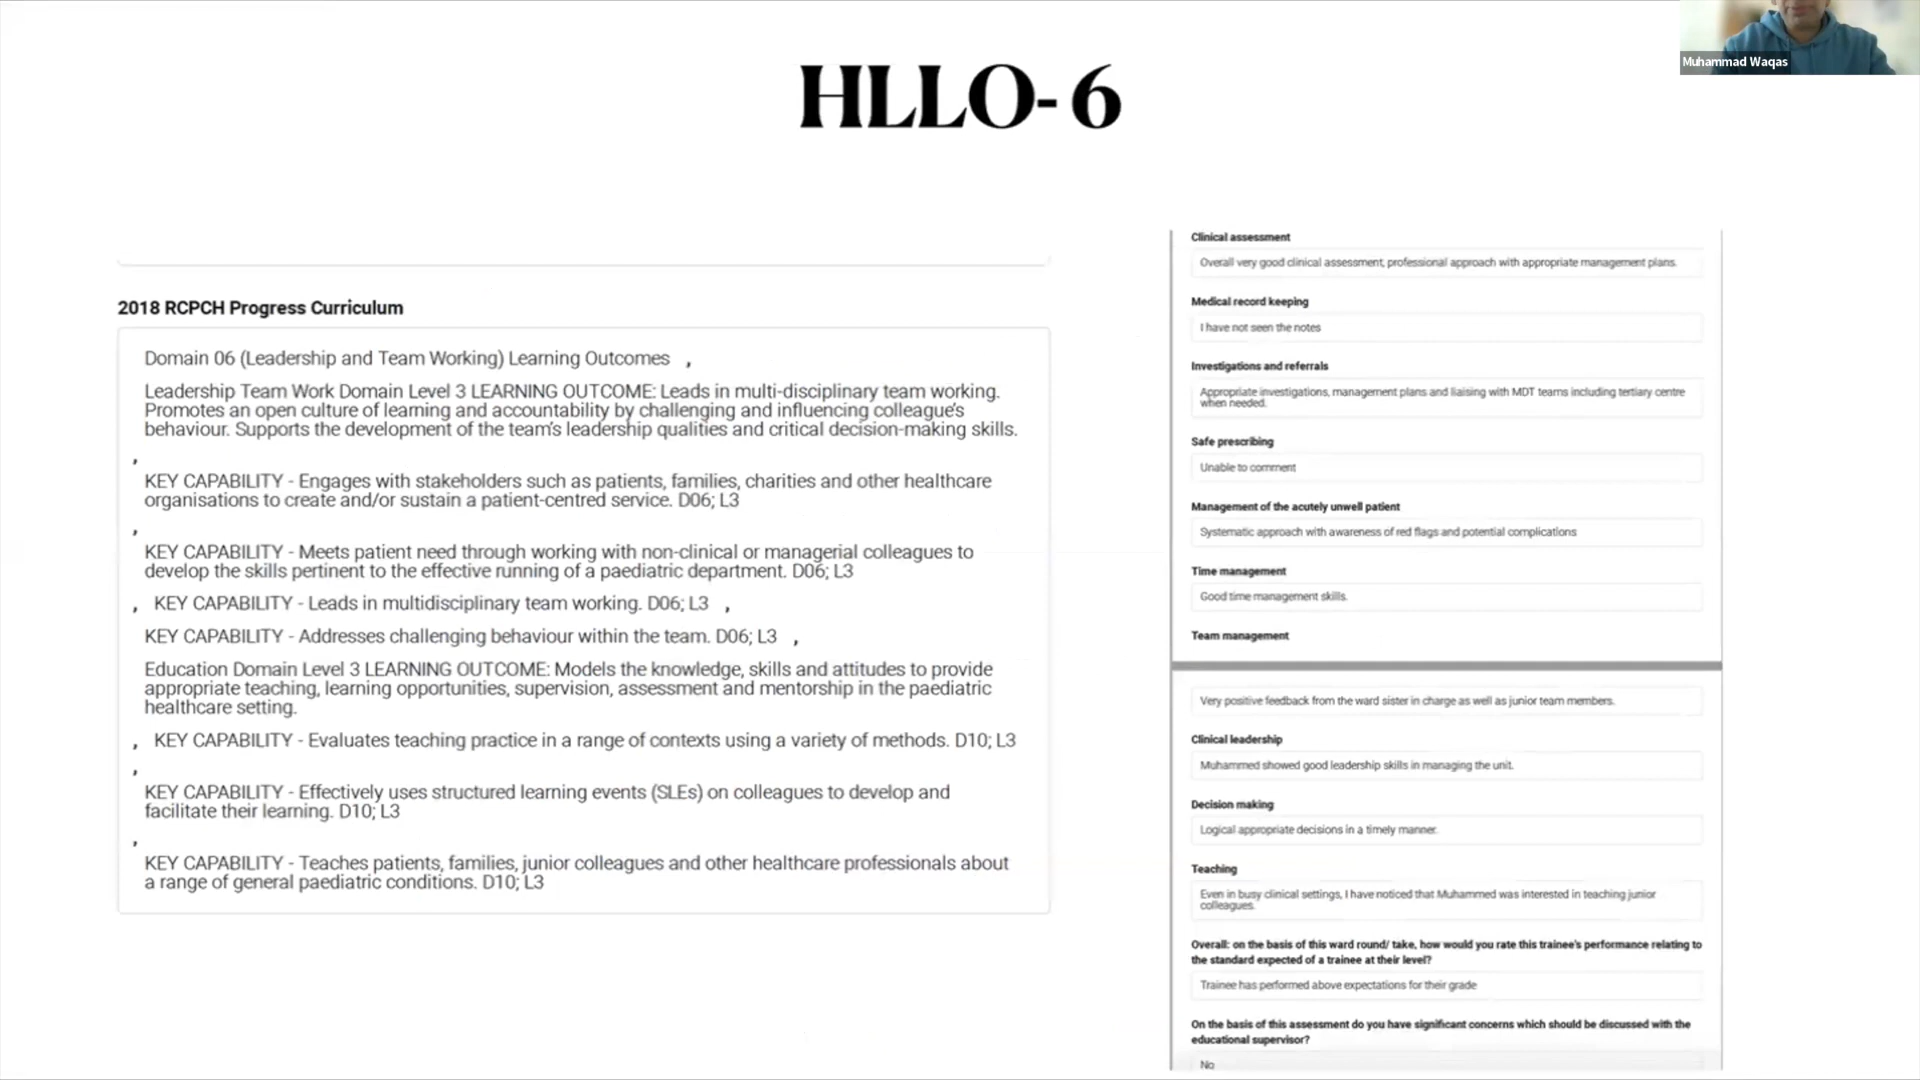 Muhammad Waqas
HLLO- 6
2018 RCPCH Progress Curriculum
Domain 06 (Leadership and Team Working) Learning Outcomes ,
Leadership Team Work Domain Level 3 LEARNING OUTCOME: Leads in multi-disciplinary team working.
Promotes an open culture of learning and accountability by challenging and influencing colleague's
behaviour. Supports the development of the team's leadership qualities and critical decision-making skills.
,
KEY CAPABILITY - Engages with stakeholders such as patients, families, charities and other healthcare
organisations to create and/or sustain a patient-centred service. D06; L3
,
KEY CAPABILITY - Meets patient need through working with non-clinical or managerial colleagues to
develop the skills pertinent to the effective running of a paediatric department. D06; L3
, KEY CAPABILITY - Leads in multidisciplinary team working. D06; L3 ,
KEY CAPABILITY - Addresses challenging behaviour within the team. D06; L3 ,
Education Domain Level 3 LEARNING OUTCOME: Models the knowledge, skills and attitudes to provide
appropriate teaching, learning opportunities, supervision, assessment and mentorship in the paediatric
healthcare setting.
, KEY CAPABILITY - Evaluates teaching practice in a range of contexts using a variety of methods. D10; L3
,
KEY CAPABILITY - Effectively uses structured learning events (SLEs) on colleagues to develop and
facilitate their learning. D10; L3
,
KEY CAPABILITY - Teaches patients, families, junior colleagues and other healthcare professionals about
a range of general paediatric conditions. D10; L3
Clinical assessment
Overall very good clinical assessment, professional approach with appropriate management plans.
Medical record keeping
I have not seen the notes
Investigations and referrals
Appropriate investigations, management plans and liaising with MDT teams including tertiary centre
when needed.
Safe prescribing
Unable to comment
Management of the acutely unwell patient
Systematic approach with awareness of red flags and potential complications
Time management
Good time management skills.
Team management
Very positive feedback from the ward sister in charge as well as junior team members.
Clinical leadership
Muhammed showed good leadership skills in managing the unit.
Decision making
Logical appropriate decisions in a timely manner.
Teaching
Even in busy clinical settings, I have noticed that Muhammed was interested in teaching junior
colleagues.
Overall: on the basis of this ward round/ take, how would you rate this trainee's performance relating to
the standard expected of a trainee at their level?
Trainee has performed above expectations for their grade
On the basis of this assessment do you have significant concerns which should be discussed with the
educational supervisor?
No